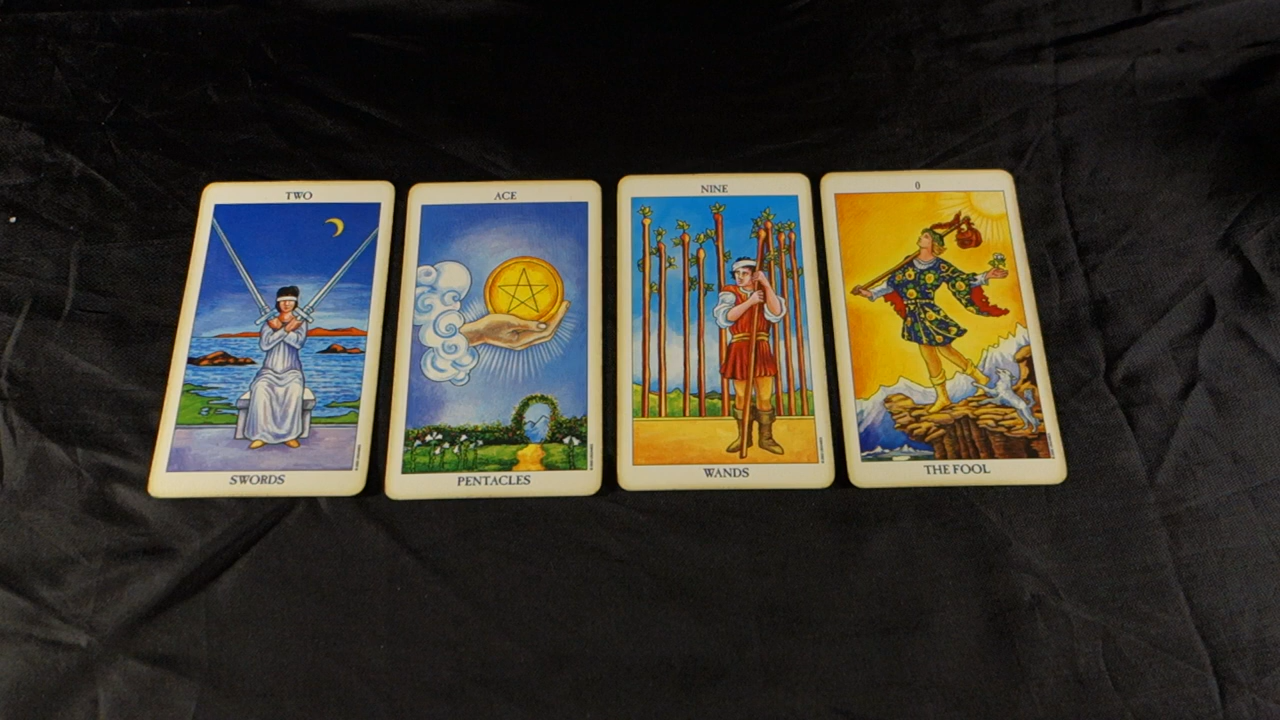 TWO
SWORDS
ACE
PENTACLES
NINE
WANDS
0
THE FOOL